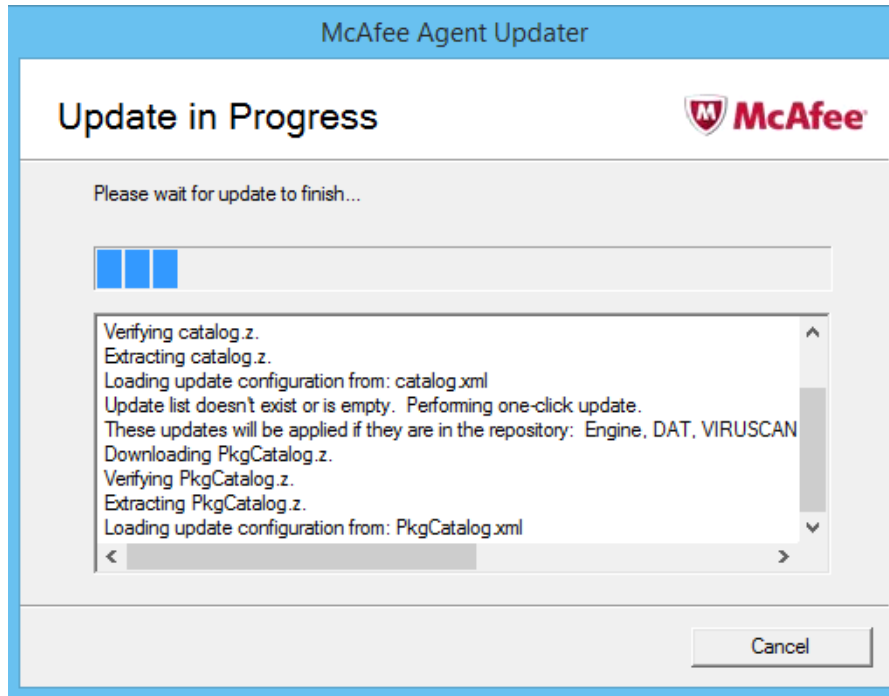 McAfee Agent Updater
Update in Progress
McAfee
Please wait for update to finish...
Verifying catalog.z.
Extracting catalog.z.
Loading update configuration from: catalog.xml
Update list doesn't exist or is empty.  Performing one-click update.
These updates will be applied if they are in the repository:  Engine, DAT, VIRUSCAN
Downloading PkgCatalog.z.
Verifying PkgCatalog.z.
Extracting PkgCatalog.z.
Loading update configuration from: PkgCatalog.xml
Cancel